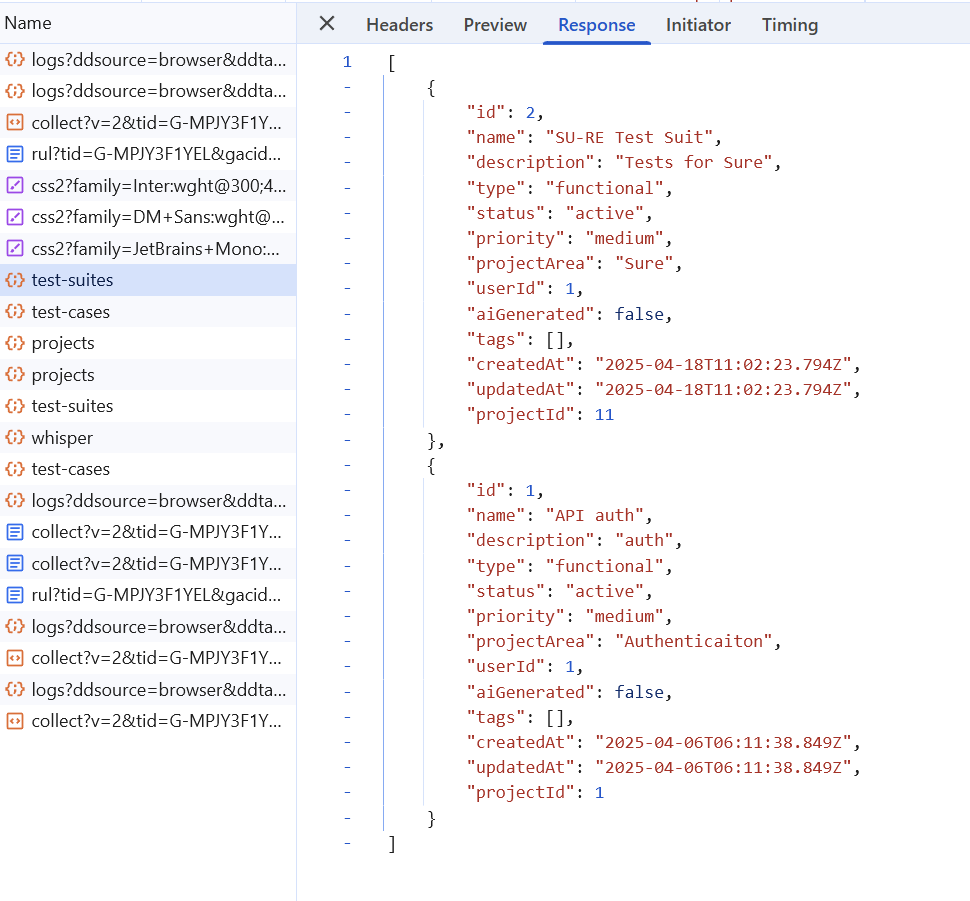 Name
logs?ddsource=browser&ddta...
logs?ddsource=browser&ddta...
collect?v=2&tid=G-MPJY3F1Y...
rul?tid=G-MPJY3F1YEL&gacid...
css2?family=Inter:wght@300;4...
css2?family=DM+Sans:wght@...
css2?family=JetBrains+Mono:...
test-suites
test-cases
projects
projects
test-suites
whisper
test-cases
logs?ddsource=browser&ddta...
collect?v=2&tid=G-MPJY3F1Y...
collect?v=2&tid=G-MPJY3F1Y...
rul?tid=G-MPJY3F1YEL&gacid...
logs?ddsource=browser&ddta...
collect?v=2&tid=G-MPJY3F1Y...
logs?ddsource=browser&ddta...
collect?v=2&tid=G-MPJY3F1Y...
Headers Preview Response Initiator Timing
1 [
- {
- "id": 2,
- "name": "SU-RE Test Suit",
- "description": "Tests for Sure",
- "type": "functional",
- "status": "active",
- "priority": "medium",
- "projectArea": "Sure",
- "userId": 1,
- "aiGenerated": false,
- "tags": [],
- "createdAt": "2025-04-18T11:02:23.794Z",
- "updatedAt": "2025-04-18T11:02:23.794Z",
- "projectId": 11
- },
- {
- "id": 1,
- "name": "API auth",
- "description": "auth",
- "type": "functional",
- "status": "active",
- "priority": "medium",
- "projectArea": "Authenticaiton",
- "userId": 1,
- "aiGenerated": false,
- "tags": [],
- "createdAt": "2025-04-06T06:11:38.849Z",
- "updatedAt": "2025-04-06T06:11:38.849Z",
- "projectId": 1
- }
- ]